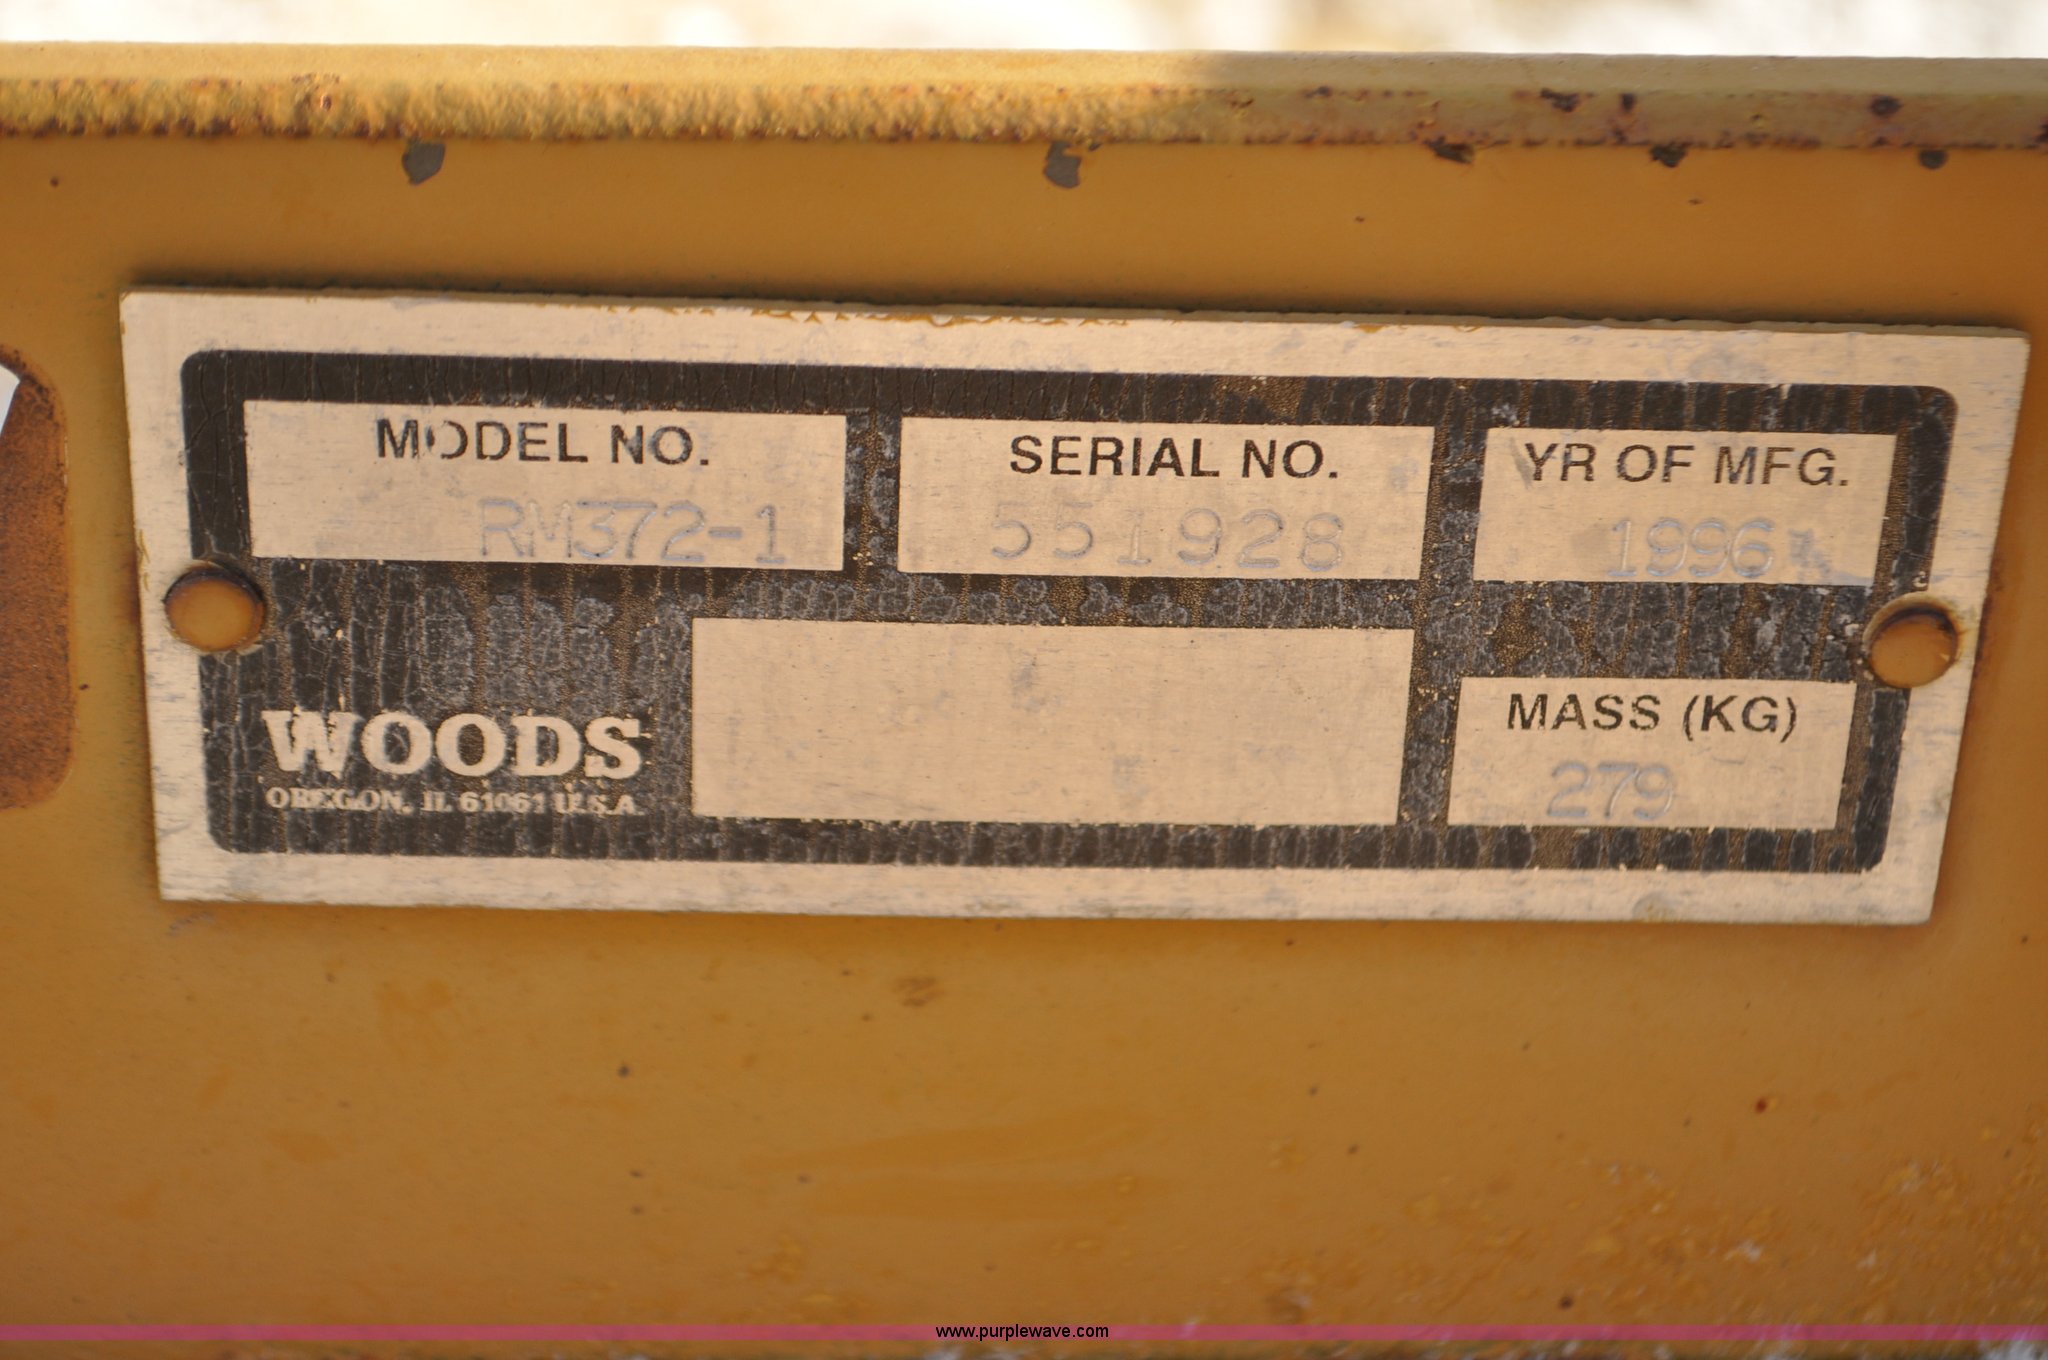 MODEL NO. SERIAL NO. YR OF MFG.
RM372-1 551928 1996
MASS (KG)
WOODS 279
OREGON, IL 61061 U.S.A.
www.purplewave.com